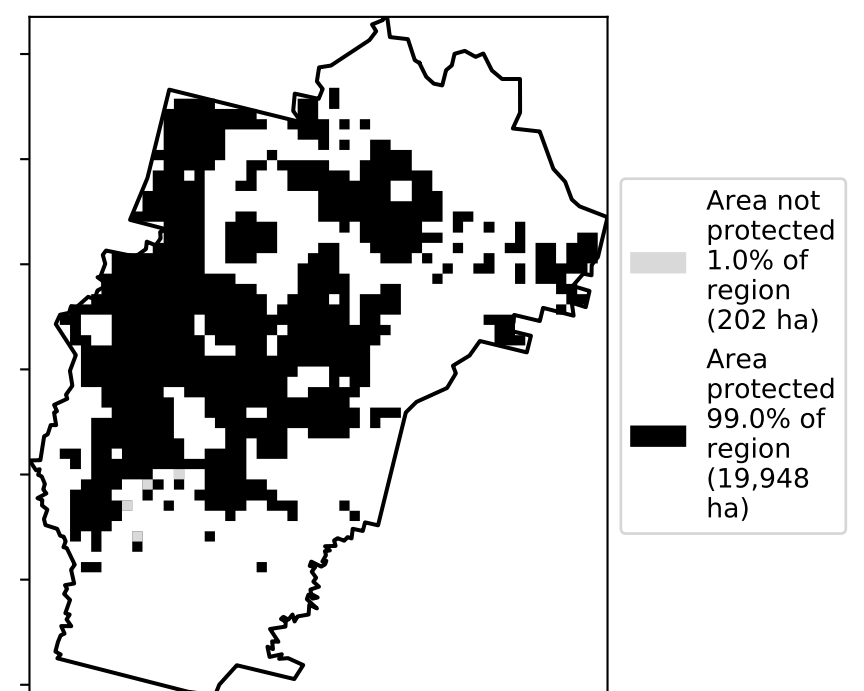 Area not
protected
1.0% of
region
(202 ha)
Area
protected
99.0% of
region
(19,948
ha)